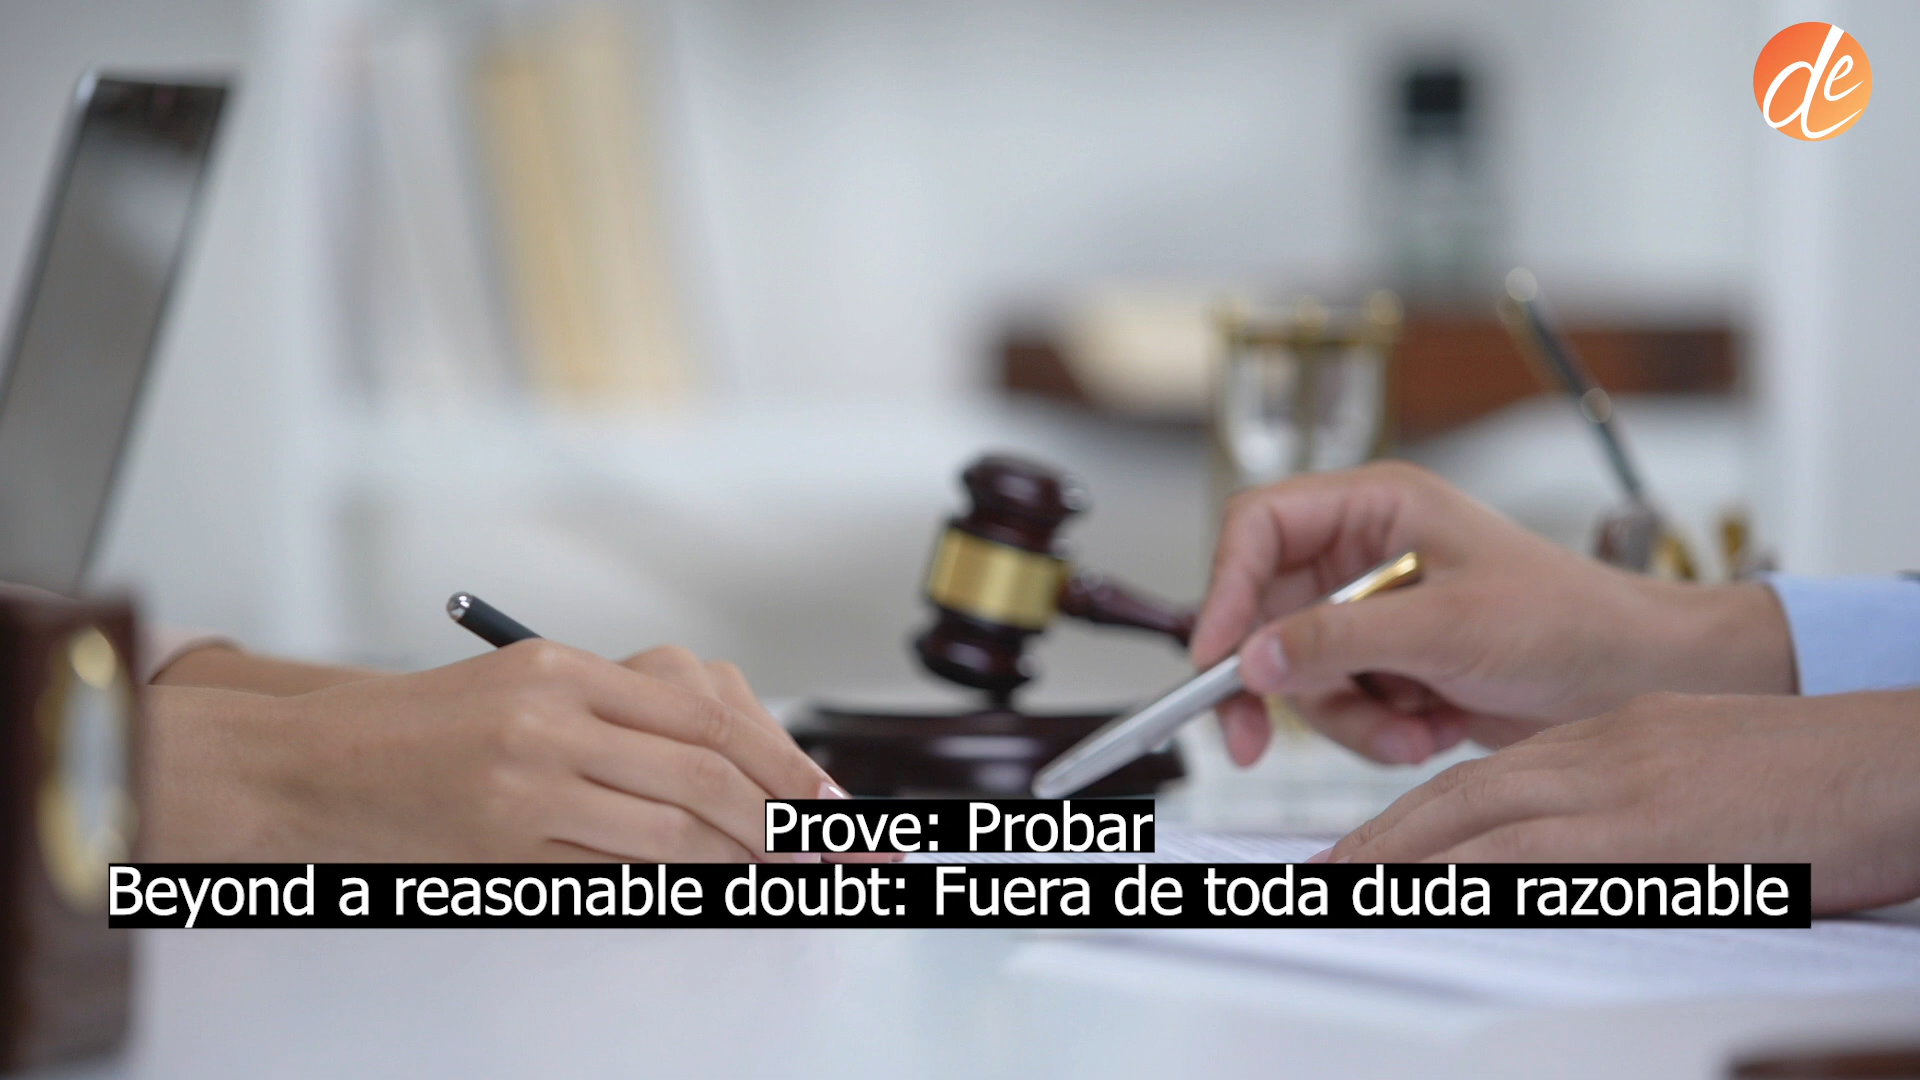 de
Prove: Probar
Beyond a reasonable doubt: Fuera de toda duda razonable